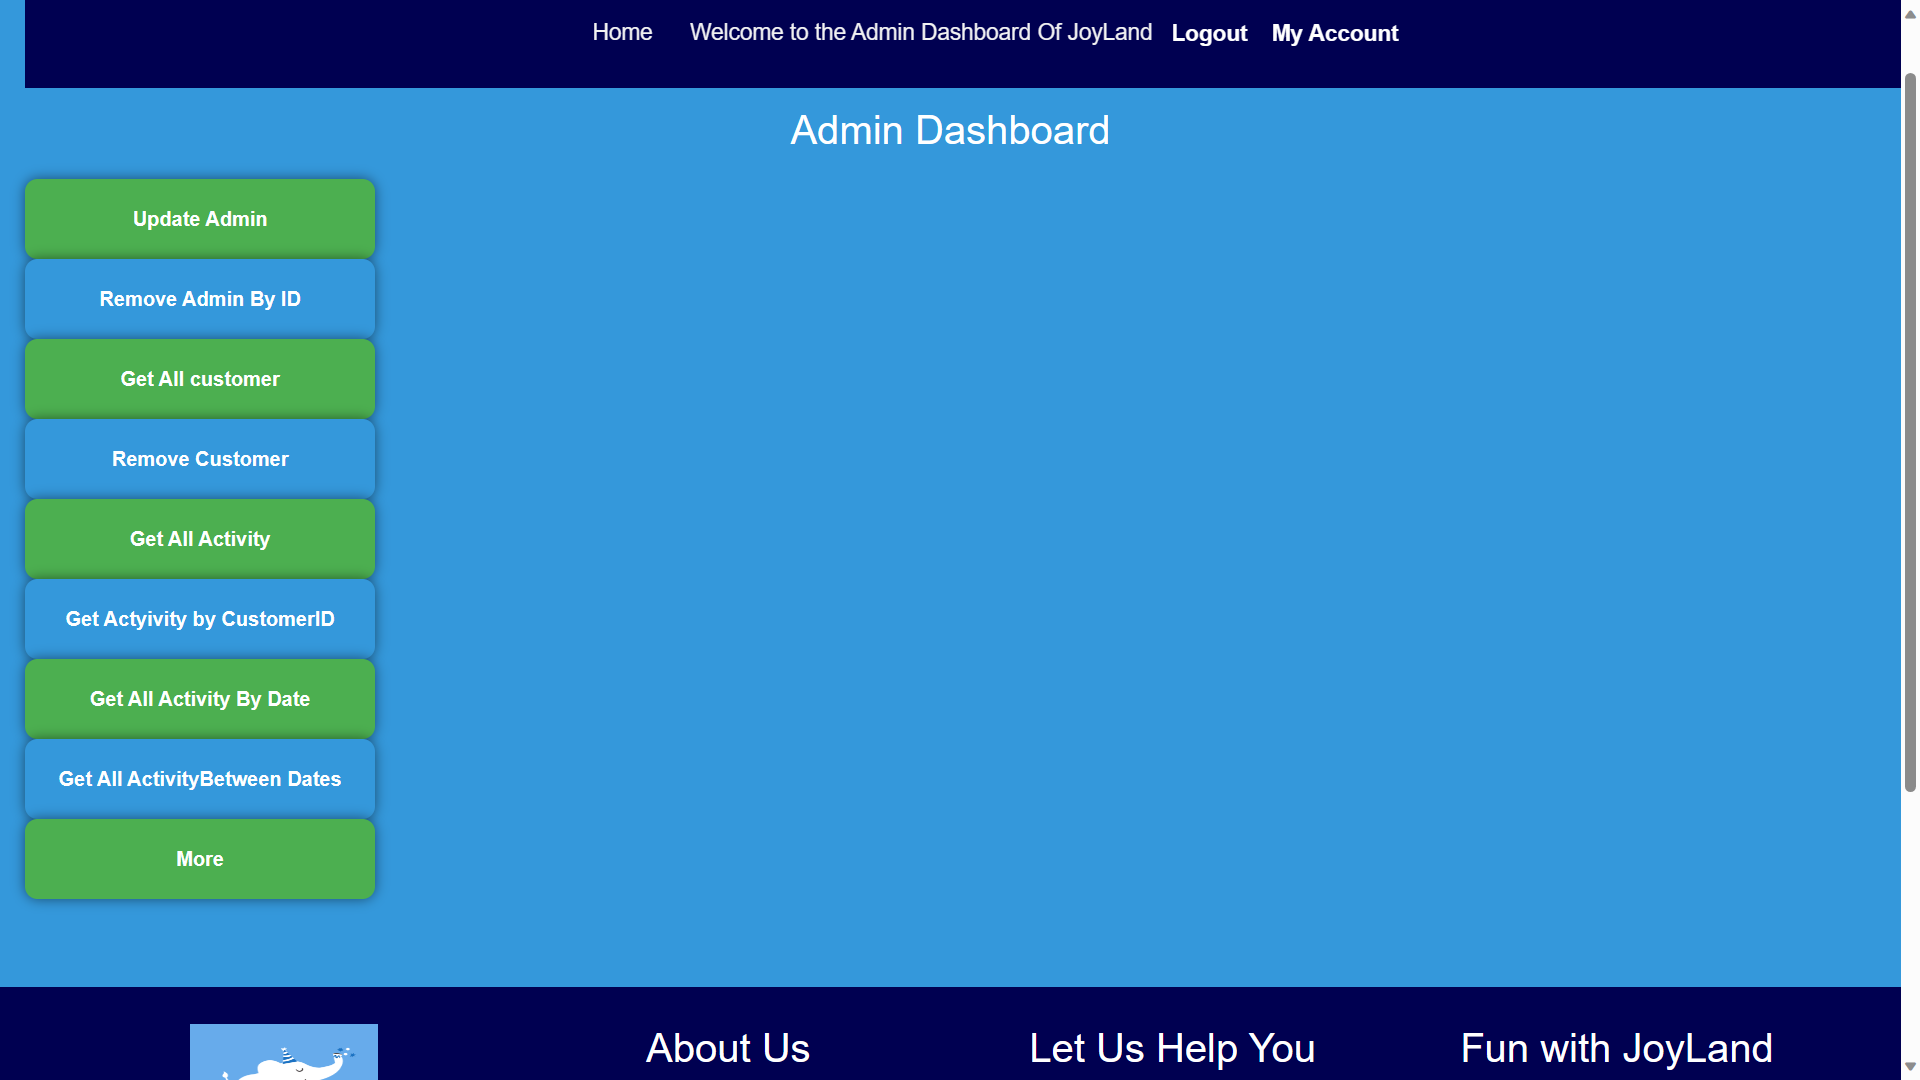 Home Welcome to the Admin Dashboard Of JoyLand Logout My Account
Admin Dashboard
Update Admin
Remove Admin By ID
Get All customer
Remove Customer
Get All Activity
Get Actyivity by CustomerID
Get All Activity By Date
Get All ActivityBetween Dates
More
About Us
Let Us Help You
Fun with JoyLand